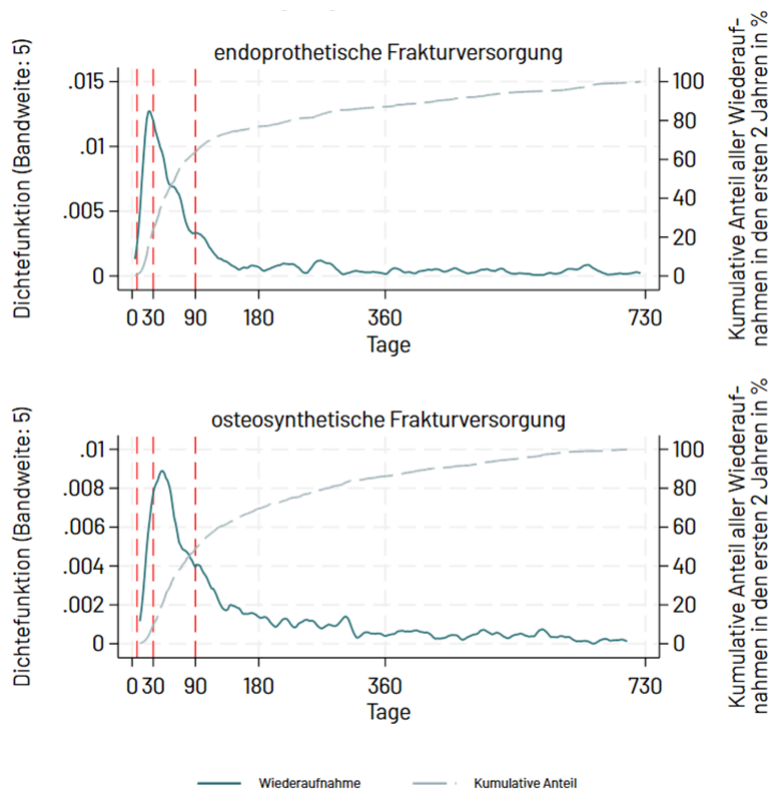 endoprothetische Frakturversorgung
Dichtefunktion (Bandweite: 5)
.015
.01
.005
0
100
80
60
40
20
0
Kumulative Anteil aller Wiederauf-
nahmen in den ersten 2 Jahren in %
0 30 90 180 360 730
Tage
osteosynthetische Frakturversorgung
Dichtefunktion (Bandweite: 5)
.01
.008
.006
.004
.002
0
100
80
60
40
20
0
Kumulative Anteil aller Wiederauf-
nahmen in den ersten 2 Jahren in %
0 30 90 180 360 730
Tage
Wiederaufnahme Kumulative Anteil